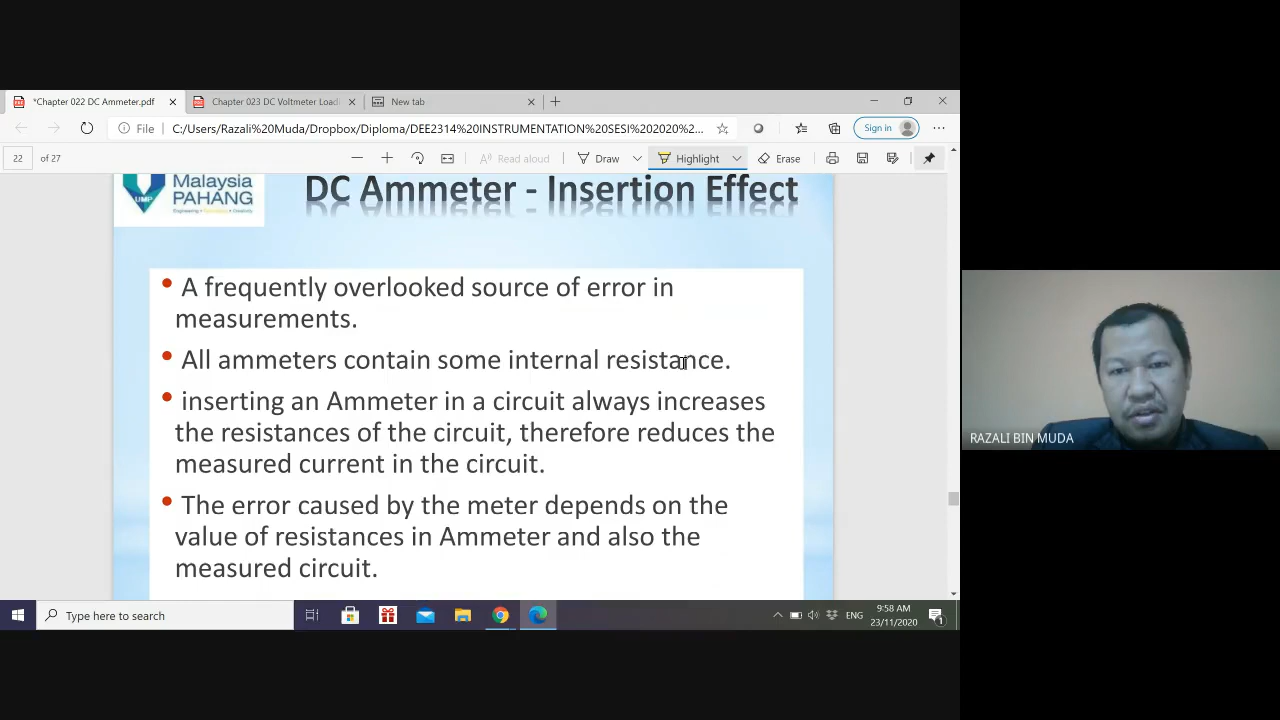 *Chapter 022 DC Ammeter.pdf
Chapter 023 DC Voltmeter Loadi
New tab
File
C:/Users/Razali%20Muda/Dropbox/Diploma/DEE2314%20INSTRUMENTATION%20SESI%202020%2...
Sign in
22 of 27
Read aloud
Draw
Highlight
Erase
Malaysia
PAHANG
UMP
DC Ammeter - Insertion Effect
• A frequently overlooked source of error in
measurements.
• All ammeters contain some internal resistance.
• inserting an Ammeter in a circuit always increases
the resistances of the circuit, therefore reduces the
measured current in the circuit.
• The error caused by the meter depends on the
value of resistances in Ammeter and also the
measured circuit.
RAZALI BIN MUDA
Type here to search
ENG
9:58 AM
23/11/2020
1